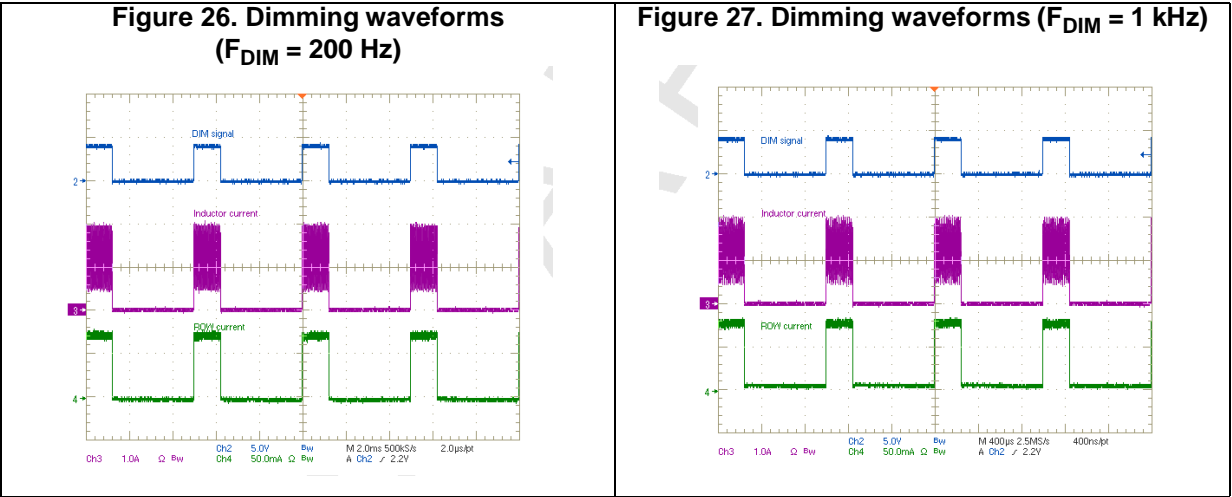 Figure 26. Dimming waveforms
(FDIM = 200 Hz)
DIM signal
2
Inductor current
3
ROW current
4
Ch2 5.0V BW M 2.0ms 500kS/s 2.0µs/pt
Ch3 1.0A Ω BW Ch4 50.0mA Ω BW A Ch2 ∕ 2.2V
Figure 27. Dimming waveforms (FDIM = 1 kHz)
DIM signal
2
Inductor current
3
ROW current
4
Ch2 5.0V BW M 400µs 2.5MS/s 400ns/pt
Ch3 1.0A Ω BW Ch4 50.0mA Ω BW A Ch2 ∕ 2.2V